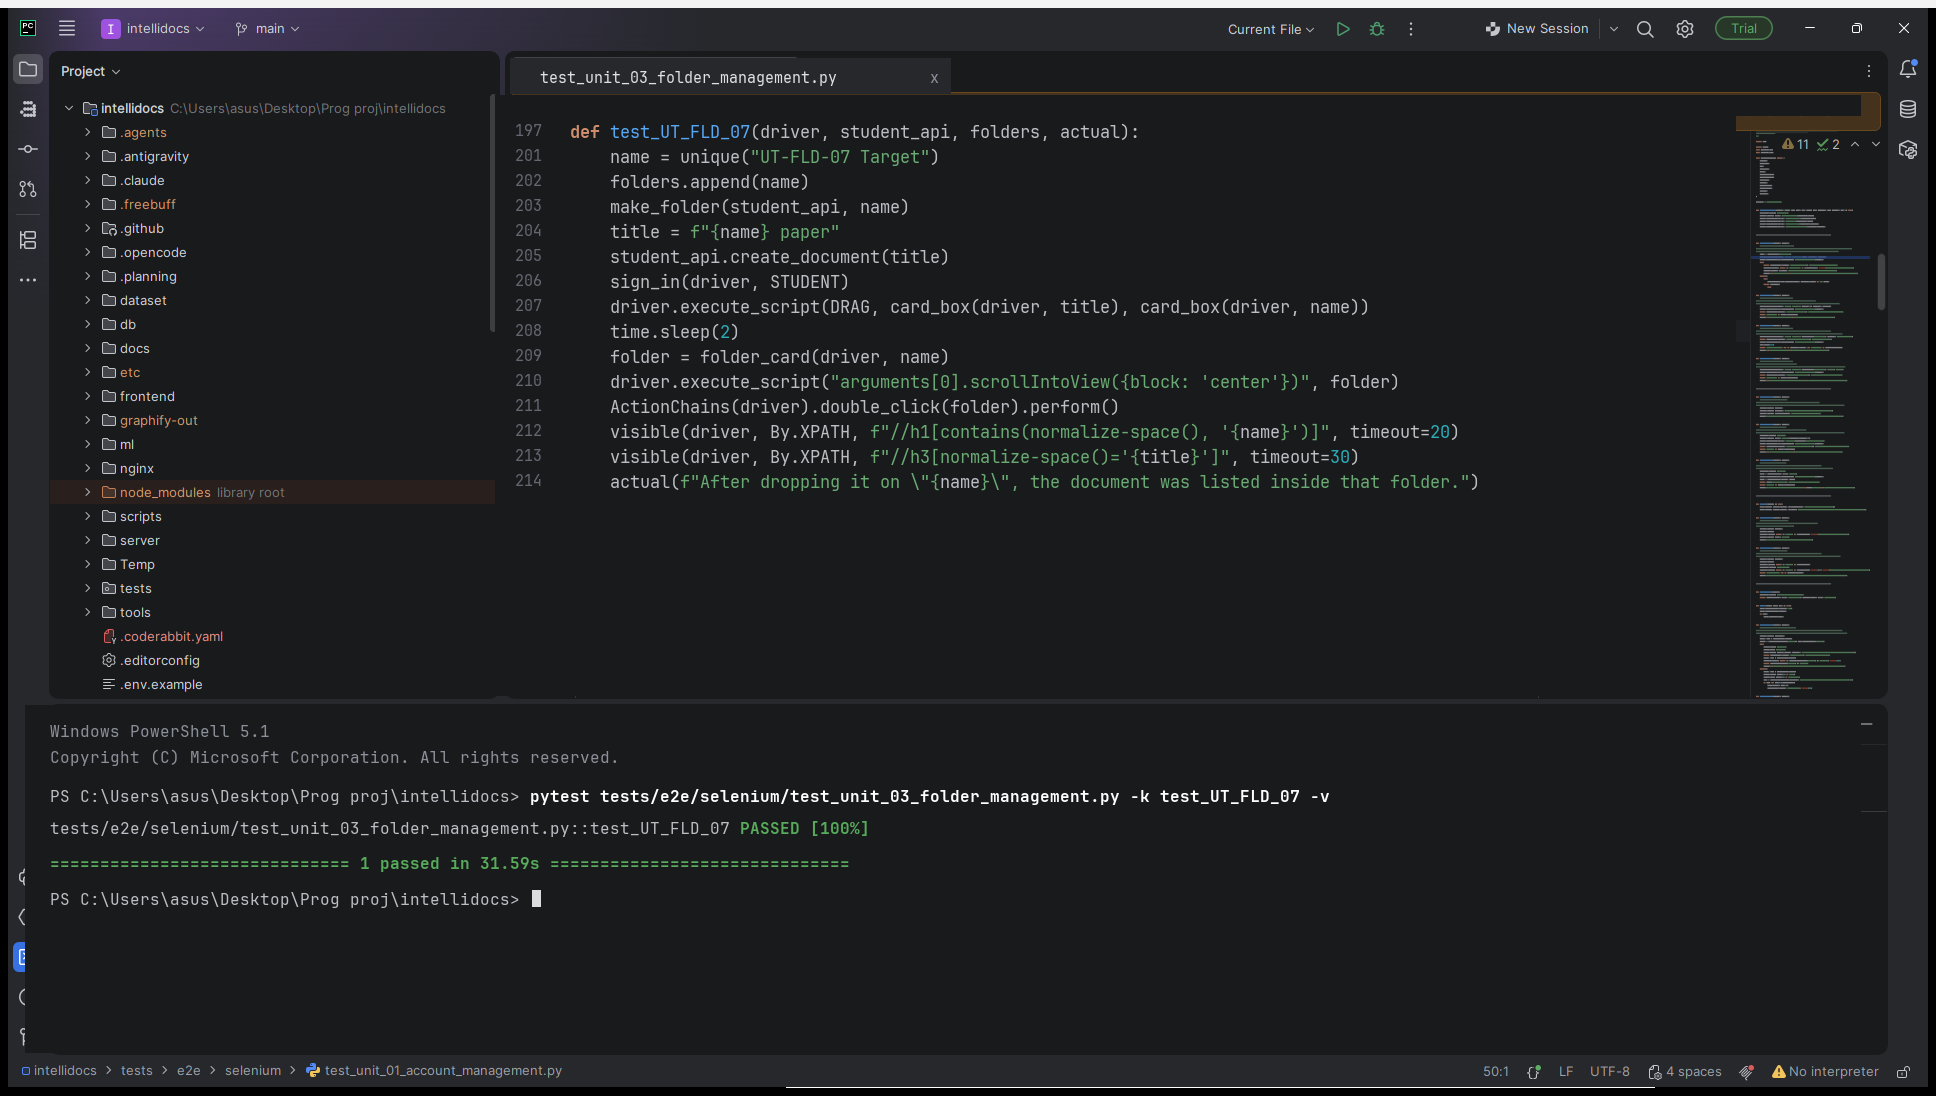 PC
I intellidocs main Current File New Session Trial
Project
intellidocs C:\Users\asus\Desktop\Prog proj\intellidocs
.agents
.antigravity
.claude
.freebuff
.github
.opencode
.planning
dataset
db
docs
etc
frontend
graphify-out
ml
nginx
node_modules library root
scripts
server
Temp
tests
tools
.coderabbit.yaml
.editorconfig
.env.example
test_unit_03_folder_management.py x
11 2
197 def test_UT_FLD_07(driver, student_api, folders, actual):
201 name = unique("UT-FLD-07 Target")
202 folders.append(name)
203 make_folder(student_api, name)
204 title = f"{name} paper"
205 student_api.create_document(title)
206 sign_in(driver, STUDENT)
207 driver.execute_script(DRAG, card_box(driver, title), card_box(driver, name))
208 time.sleep(2)
209 folder = folder_card(driver, name)
210 driver.execute_script("arguments[0].scrollIntoView({block: 'center'})", folder)
211 ActionChains(driver).double_click(folder).perform()
212 visible(driver, By.XPATH, f"//h1[contains(normalize-space(), '{name}')]", timeout=20)
213 visible(driver, By.XPATH, f"//h3[normalize-space()='{title}']", timeout=30)
214 actual(f"After dropping it on \"{name}\", the document was listed inside that folder.")
Windows PowerShell 5.1
Copyright (C) Microsoft Corporation. All rights reserved.
PS C:\Users\asus\Desktop\Prog proj\intellidocs> pytest tests/e2e/selenium/test_unit_03_folder_management.py -k test_UT_FLD_07 -v
tests/e2e/selenium/test_unit_03_folder_management.py::test_UT_FLD_07 PASSED [100%]
============================== 1 passed in 31.59s ==============================
PS C:\Users\asus\Desktop\Prog proj\intellidocs>
intellidocs > tests > e2e > selenium > test_unit_01_account_management.py 50:1 LF UTF-8 4 spaces No interpreter